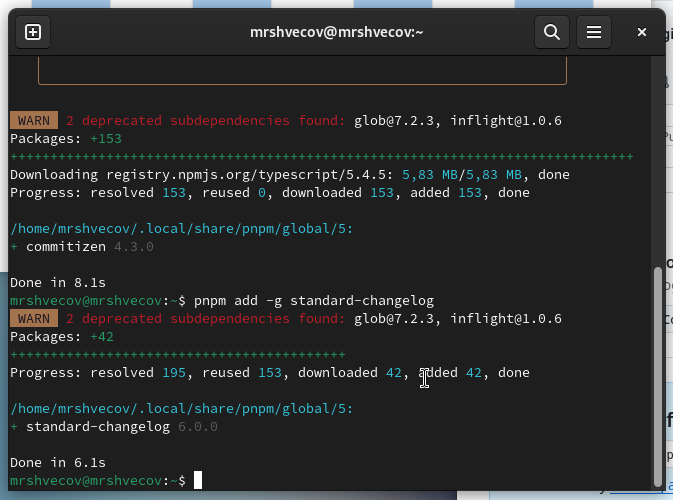 mrshvecov@mrshvecov:~
WARN 2 deprecated subdependencies found: glob@7.2.3, inflight@1.0.6
Packages: +153
++++++++++++++++++++++++++++++++++++++++++++++++++++++++++++++++++++++++++++++
Downloading registry.npmjs.org/typescript/5.4.5: 5,83 MB/5,83 MB, done
Progress: resolved 153, reused 0, downloaded 153, added 153, done
/home/mrshvecov/.local/share/pnpm/global/5:
+ commitizen 4.3.0
Done in 8.1s
mrshvecov@mrshvecov:~$ pnpm add -g standard-changelog
WARN 2 deprecated subdependencies found: glob@7.2.3, inflight@1.0.6
Packages: +42
++++++++++++++++++++++++++++++++++++++++++
Progress: resolved 195, reused 153, downloaded 42, added 42, done
/home/mrshvecov/.local/share/pnpm/global/5:
+ standard-changelog 6.0.0
Done in 6.1s
mrshvecov@mrshvecov:~$